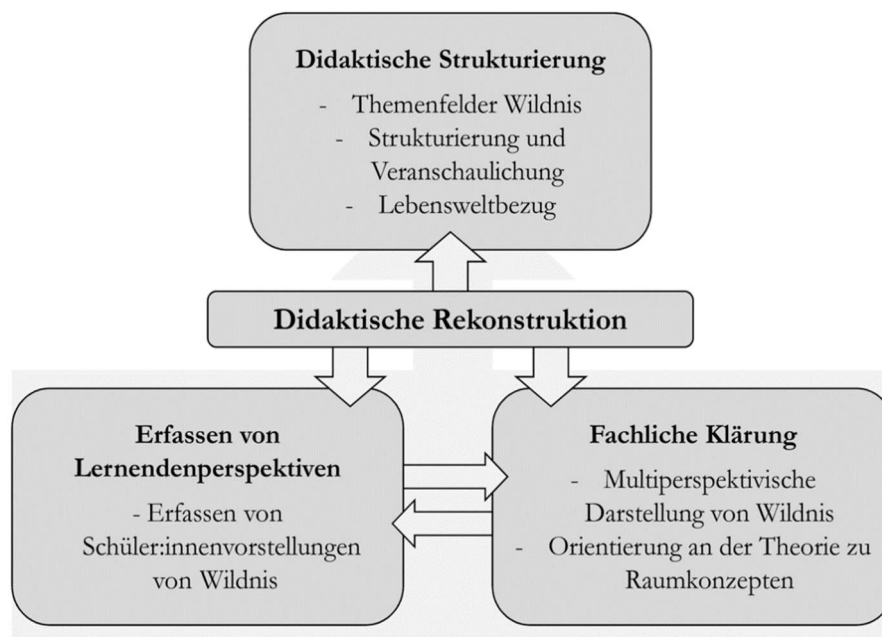 Didaktische Strukturierung
- Themenfelder Wildnis
- Strukturierung und
Veranschaulichung
- Lebensweltbezug
Didaktische Rekonstruktion
Erfassen von
Lernendenperspektiven
- Erfassen von
Schüler:innenvorstellungen
von Wildnis
Fachliche Klärung
- Multiperspektivische
Darstellung von Wildnis
- Orientierung an der Theorie zu
Raumkonzepten